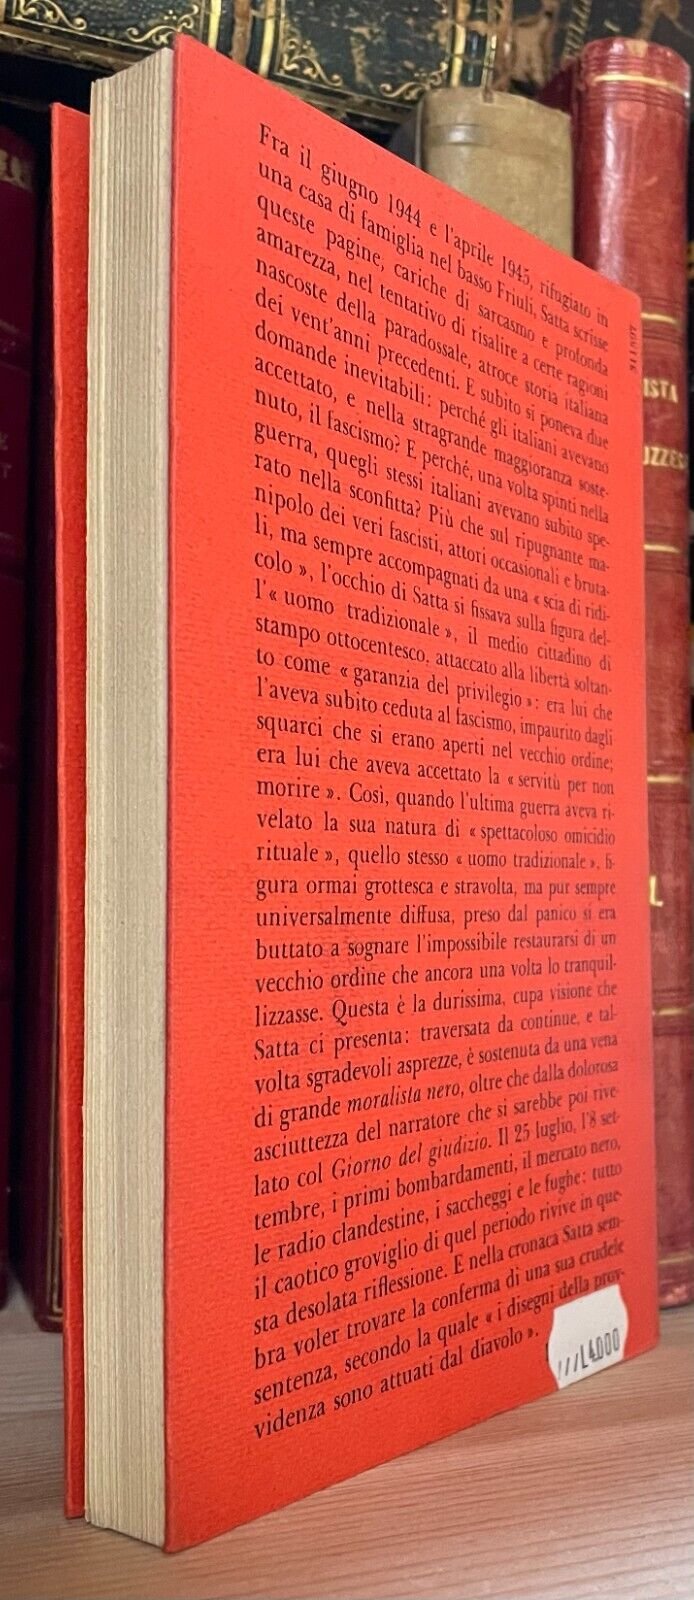 Fra il giugno 1944 e l'aprile 1945, rifugiato in
una casa di famiglia nel basso Friuli, Satta scrisse
queste pagine, cariche di sarcasmo e profonda
amarezza, nel tentativo di risalire a certe ragioni
nascoste della paradossale, atroce storia italiana
dei vent'anni precedenti. E subito si poneva due
domande inevitabili: perché gli italiani avevano
accettato, e nella stragrande maggioranza soste-
nuto, il fascismo? E perché, una volta spinti nella
guerra, quegli stessi italiani avevano subito spe-
rato nella sconfitta? Più che sul ripugnante ma-
nipolo dei veri fascisti, attori occasionali e bruta-
li, ma sempre accompagnati da una « scia di ridi-
colo », l'occhio di Satta si fissava sulla figura del-
l'« uomo tradizionale », il medio cittadino di
stampo ottocentesco, attaccato alla libertà soltan-
to come « garanzia del privilegio »: era lui che
l'aveva subito ceduta al fascismo, impaurito dagli
squarci che si erano aperti nel vecchio ordine;
era lui che aveva accettato la « servitù per non
morire ». Così, quando l'ultima guerra aveva ri-
velato la sua natura di « spettacoloso omicidio
rituale », quello stesso « uomo tradizionale », fi-
gura ormai grottesca e stravolta, ma pur sempre
universalmente diffusa, preso dal panico si era
buttato a sognare l'impossibile restaurarsi di un
vecchio ordine che ancora una volta lo tranquil-
lizzasse. Questa è la durissima, cupa visione che
Satta ci presenta: traversata da continue, e tal-
volta sgradevoli asprezze, è sostenuta da una vena
di grande moralista nero, oltre che dalla dolorosa
asciuttezza del narratore che si sarebbe poi rive-
lato col Giorno del giudizio. Il 25 luglio, l'8 set-
tembre, i primi bombardamenti, il mercato nero,
le radio clandestine, i saccheggi e le fughe: tutto
il caotico groviglio di quel periodo rivive in que-
sta desolata riflessione. E nella cronaca Satta sem-
bra voler trovare la conferma di una sua crudele
sentenza, secondo la quale « i disegni della prov-
videnza sono attuati dal diavolo ».
L4000
ISTA
L